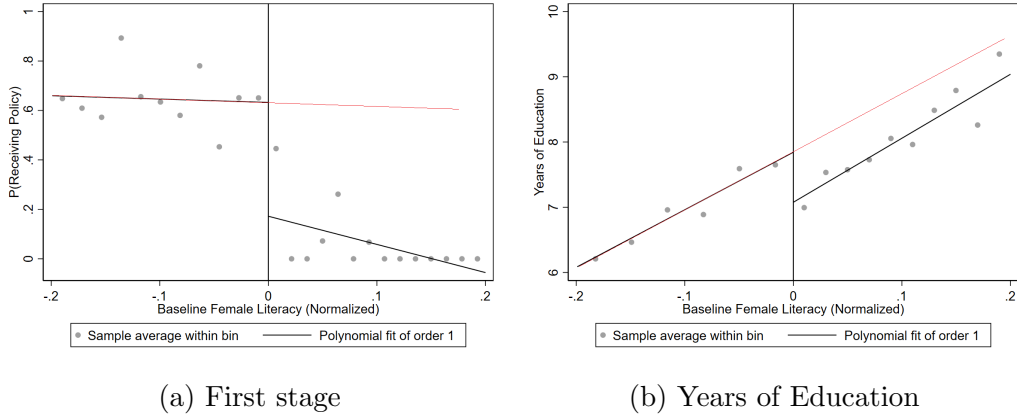 1
.8
.6
.4
.2
0
P(Receiving Policy)
-.2 -.1 0 .1 .2
Baseline Female Literacy (Normalized)
Sample average within bin Polynomial fit of order 1
(a) First stage
10
9
8
7
6
Years of Education
-.2 -.1 0 .1 .2
Baseline Female Literacy (Normalized)
Sample average within bin Polynomial fit of order 1
(b) Years of Education